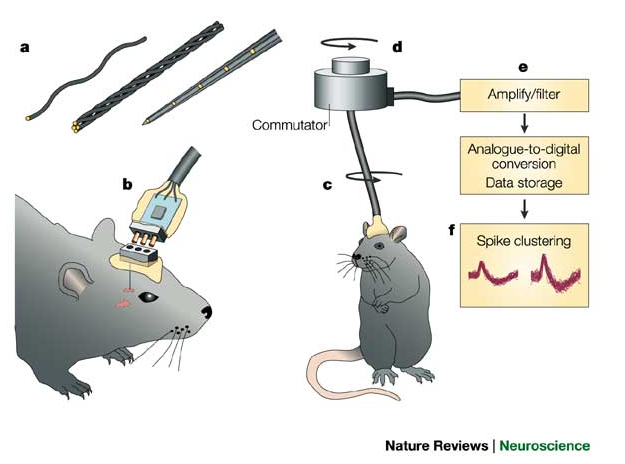 a
d
e
Amplify/filter
Commutator
Analogue-to-digital
conversion
Data storage
b
c
f
Spike clustering
Nature Reviews | Neuroscience